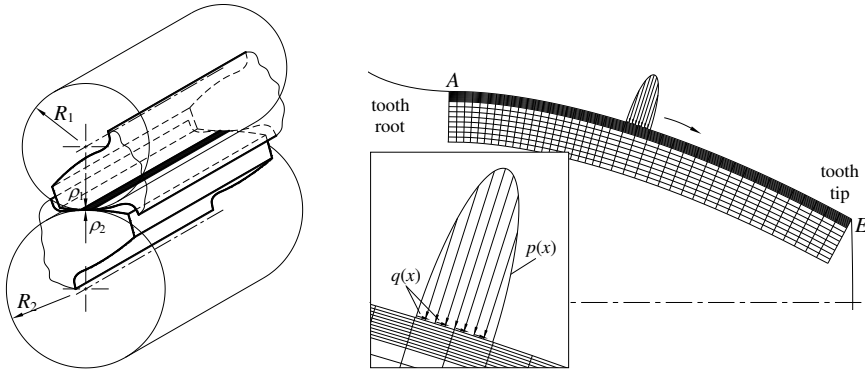 R1
ρ1
ρ2
R2
A
tooth
root
tooth
tip
E
q(x)
p(x)